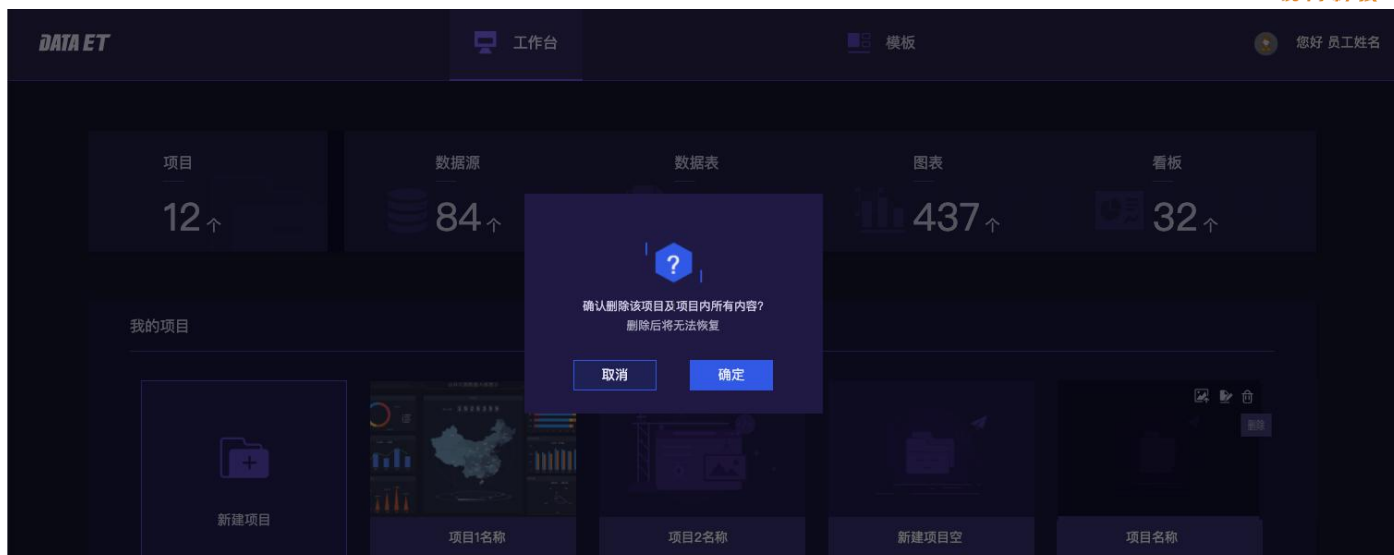 DATA ET
工作台
模板
您好 员工姓名
项目
数据源
数据表
图表
看板
12个
84个
437个
32个
确认删除该项目及项目内所有内容?
删除后将无法恢复
取消
确定
我的项目
删除
新建项目
项目1名称
项目2名称
新建项目空
项目名称